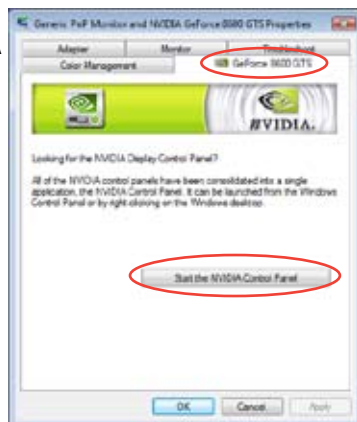 Generic PnP Monitor and NVIDIA GeForce 8600 GTS Properties
Adapter
Monitor
Troubleshoot
Color Management
GeForce 8600 GTS
NVIDIA.
Looking for the NVIDIA Display Control Panel?
All of the NVIDIA control panels have been consolidated into a single
application, the NVIDIA Control Panel. It can be launched from the Windows
Control Panel or by right clicking on the Windows desktop.
Start the NVIDIA Control Panel
OK
Cancel
Apply